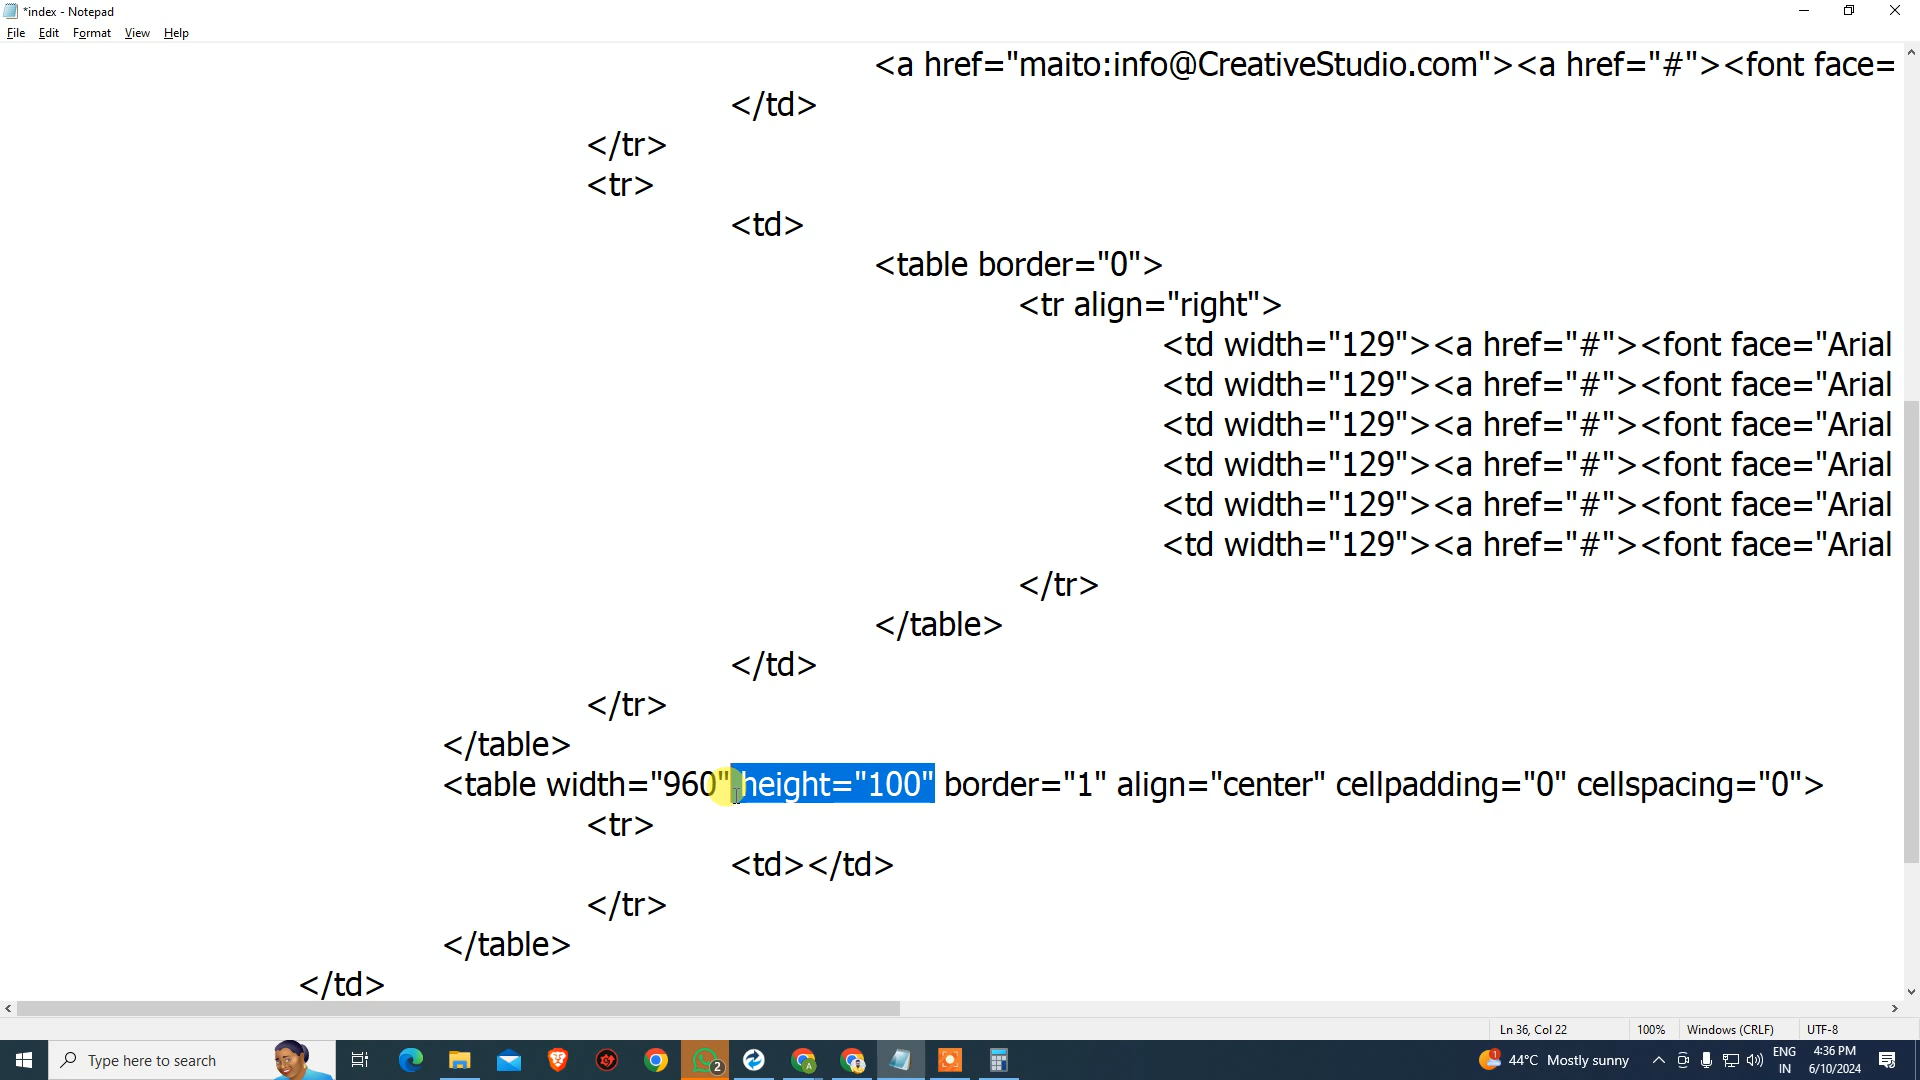 *index - Notepad
File Edit Format View Help
<a href="maito:info@CreativeStudio.com"><a href="#"><font face=
</td>
</tr>
<tr>
<td>
<table border="0">
<tr align="right">
<td width="129"><a href="#"><font face="Arial
<td width="129"><a href="#"><font face="Arial
<td width="129"><a href="#"><font face="Arial
<td width="129"><a href="#"><font face="Arial
<td width="129"><a href="#"><font face="Arial
<td width="129"><a href="#"><font face="Arial
</tr>
</table>
</td>
</tr>
</table>
<table width="960" height="100" border="1" align="center" cellpadding="0" cellspacing="0">
<tr>
<td></td>
</tr>
</table>
</td>
Ln 36, Col 22 100% Windows (CRLF) UTF-8
Type here to search 2 44°C Mostly sunny ENG IN 4:36 PM 6/10/2024